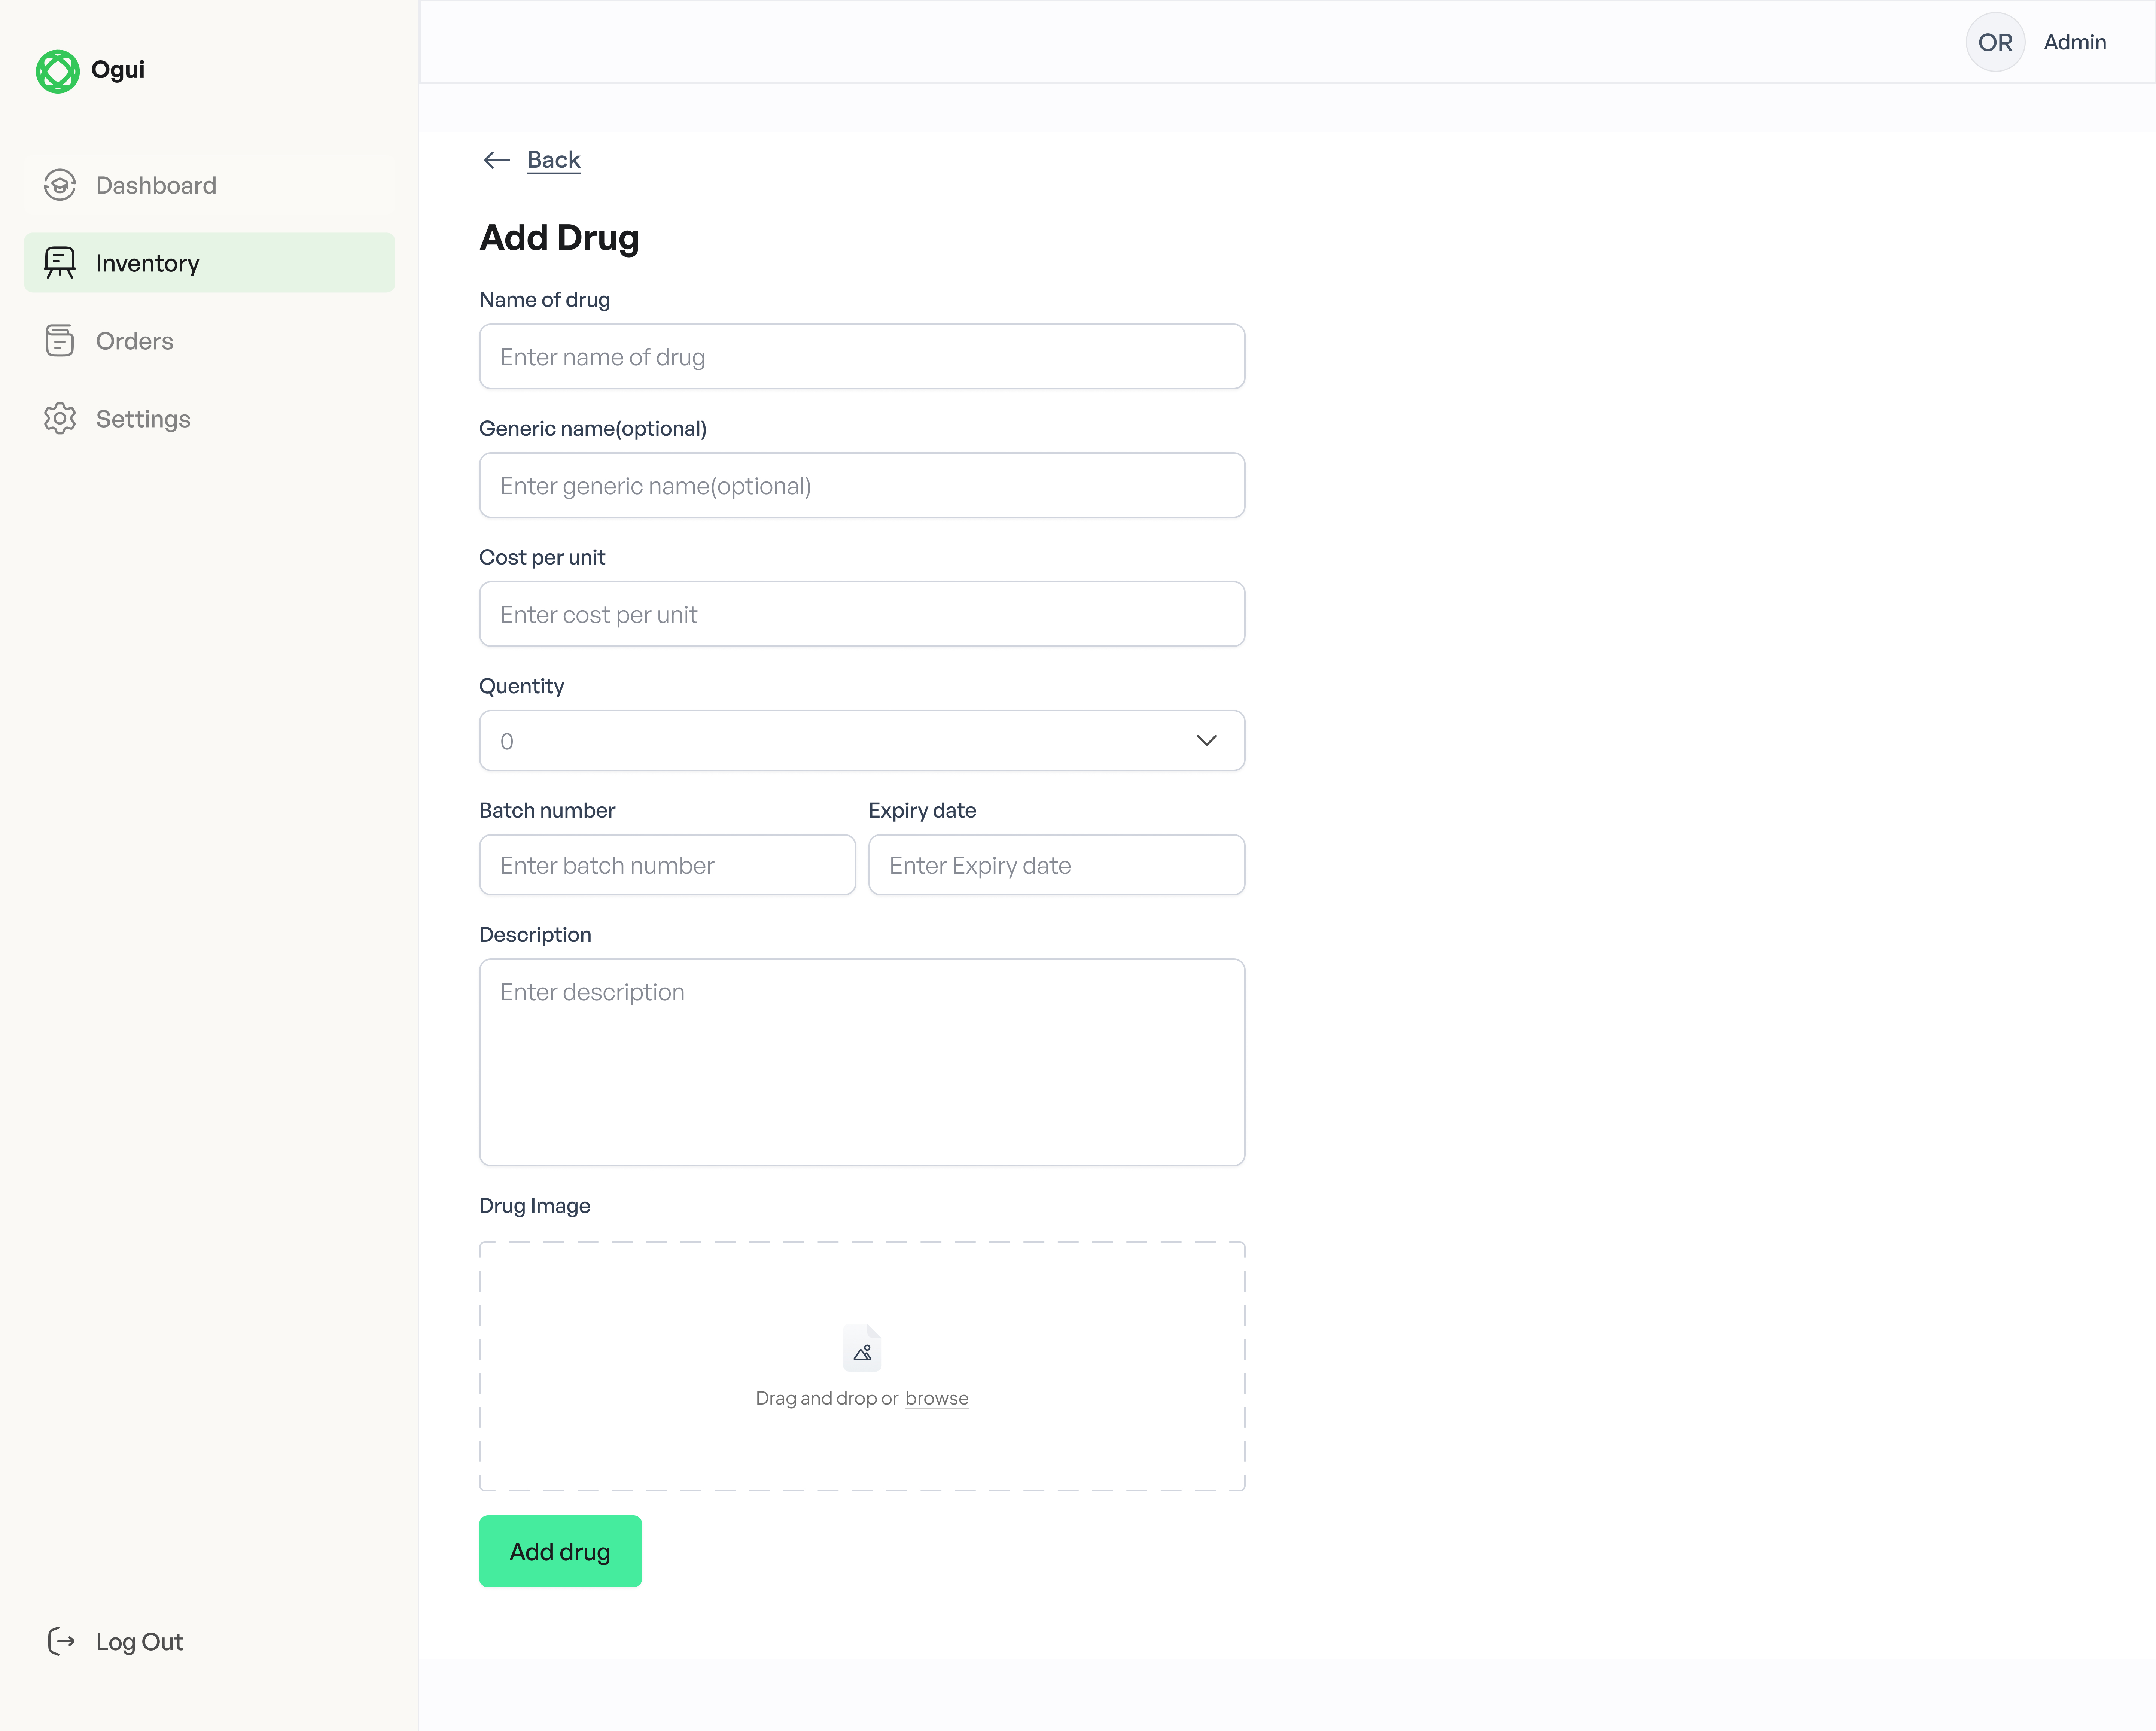 Ogui
OR
Admin
Dashboard
Inventory
Orders
Settings
Log Out
Back
Add Drug
Name of drug
Enter name of drug
Generic name(optional)
Enter generic name(optional)
Cost per unit
Enter cost per unit
Quentity
0
Batch number
Expiry date
Enter batch number
Enter Expiry date
Description
Enter description
Drug Image
Drag and drop or browse
Add drug